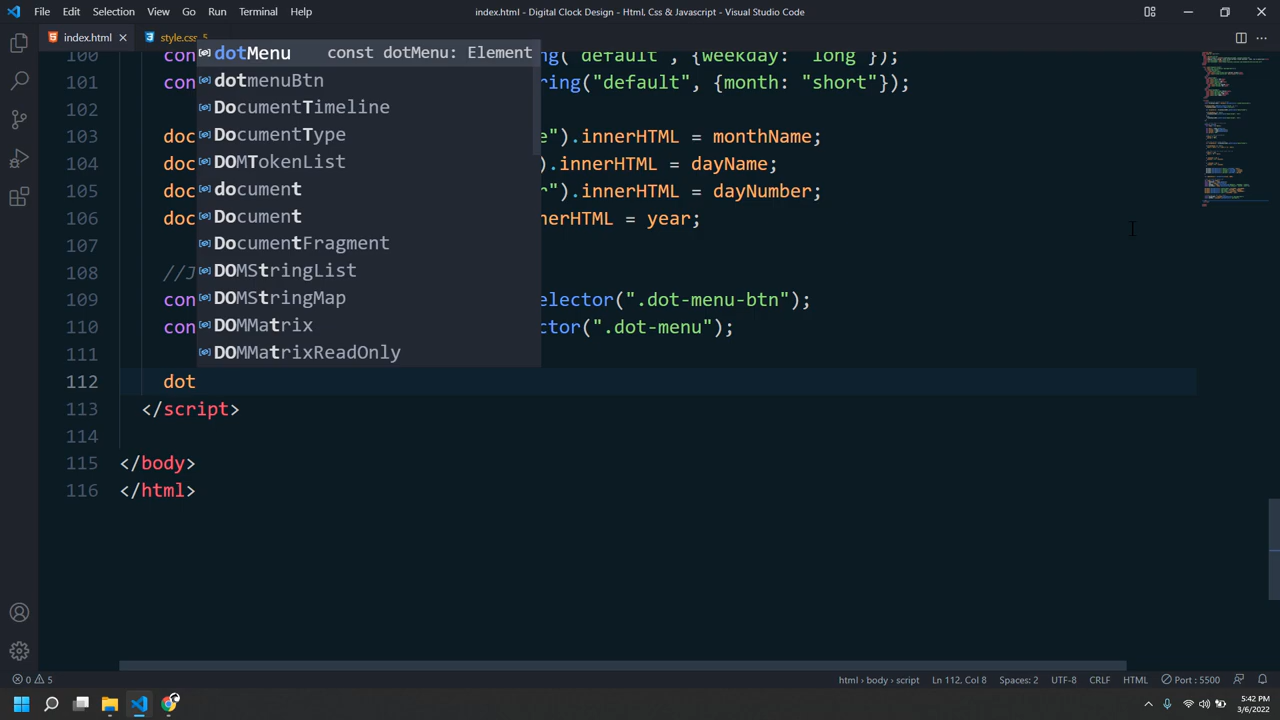 File Edit Selection View Go Run Terminal Help
index.html - Digital Clock Design - Html, Css & Javascript - Visual Studio Code
index.html
style.css 5
100 con ing("default", {weekday: "long"});
101 con ring("default", {month: "short"});
102
103 doc e").innerHTML = monthName;
104 doc ).innerHTML = dayName;
105 doc r").innerHTML = dayNumber;
106 doc nerHTML = year;
107
108 //J
109 con elector(".dot-menu-btn");
110 con ctor(".dot-menu");
111
112 dot
113 </script>
114
115 </body>
116 </html>
dotMenu const dotMenu: Element
dotmenuBtn
DocumentTimeline
DocumentType
DOMTokenList
document
Document
DocumentFragment
DOMStringList
DOMStringMap
DOMMatrix
DOMMatrixReadOnly
0 5
html › body › script
Ln 112, Col 8
Spaces: 2
UTF-8
CRLF
HTML
Port : 5500
5:42 PM
3/6/2022